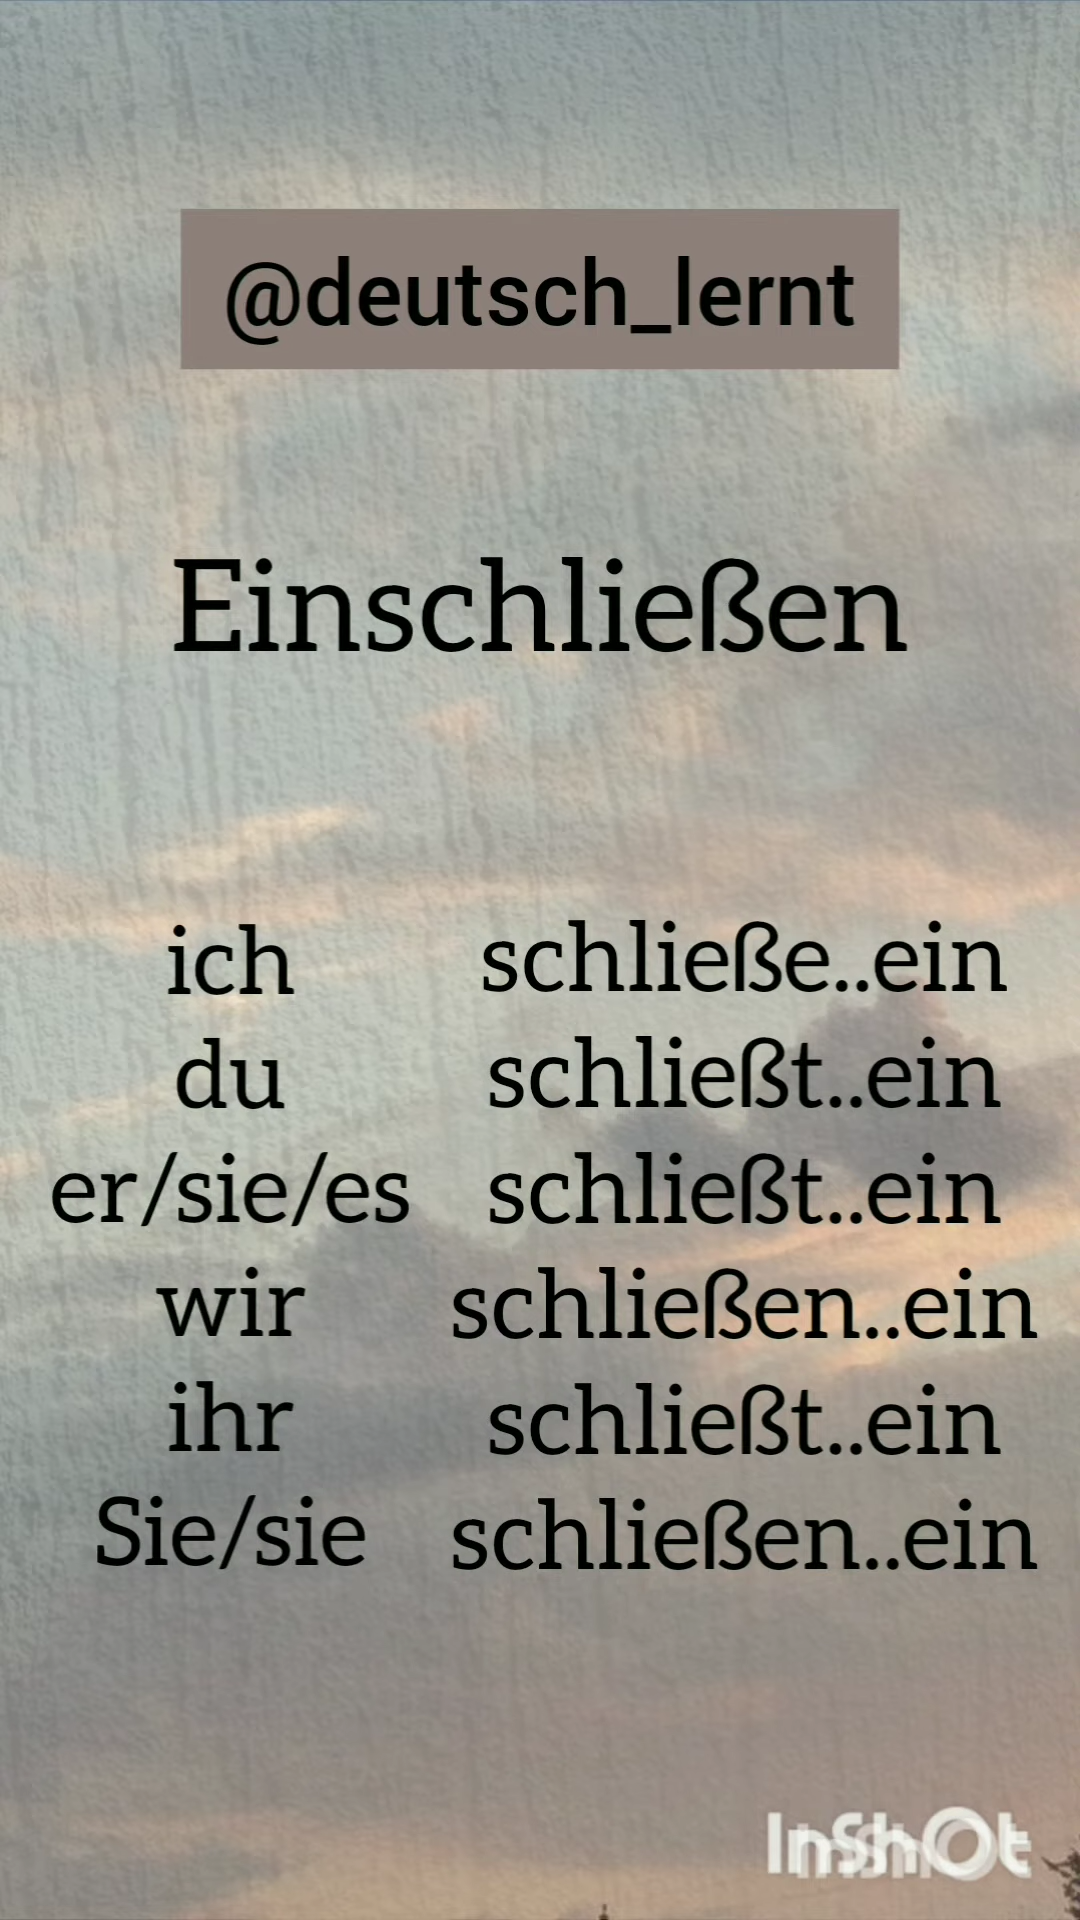 @deutsch_lernt
Einschließen
ich schließe..ein
du schließt..ein
er/sie/es schließt..ein
wir schließen..ein
ihr schließt..ein
Sie/sie schließen..ein
InShOt